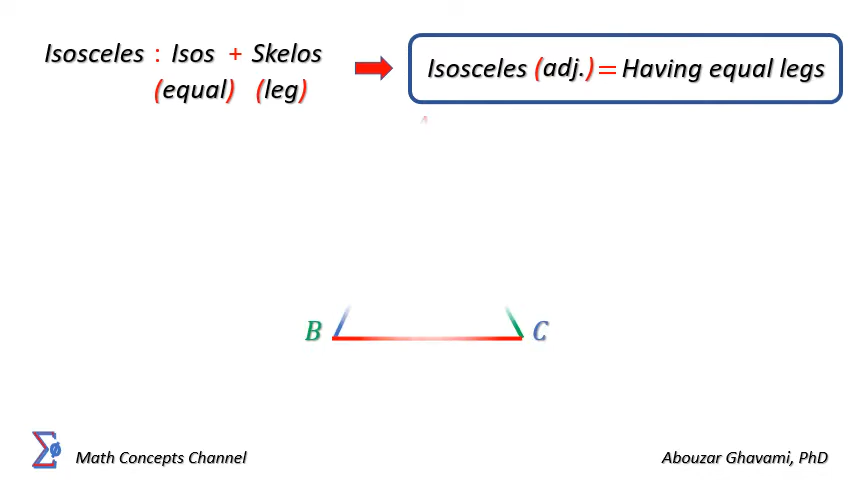 Isosceles : Isos + Skelos
(equal) (leg)
Isosceles (adj.) = Having equal legs
B C
Math Concepts Channel
Abouzar Ghavami, PhD